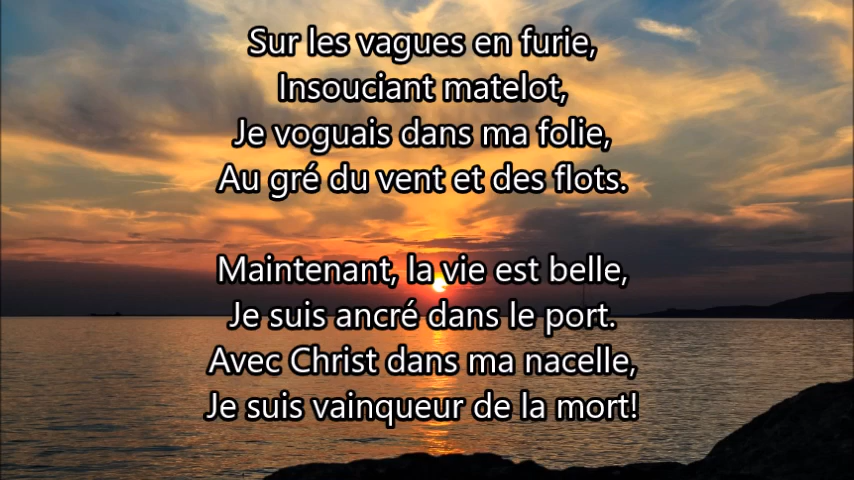 Sur les vagues en furie,
Insouciant matelot,
Je voguais dans ma folie,
Au gré du vent et des flots.
Maintenant, la vie est belle,
Je suis ancré dans le port.
Avec Christ dans ma nacelle,
Je suis vainqueur de la mort!